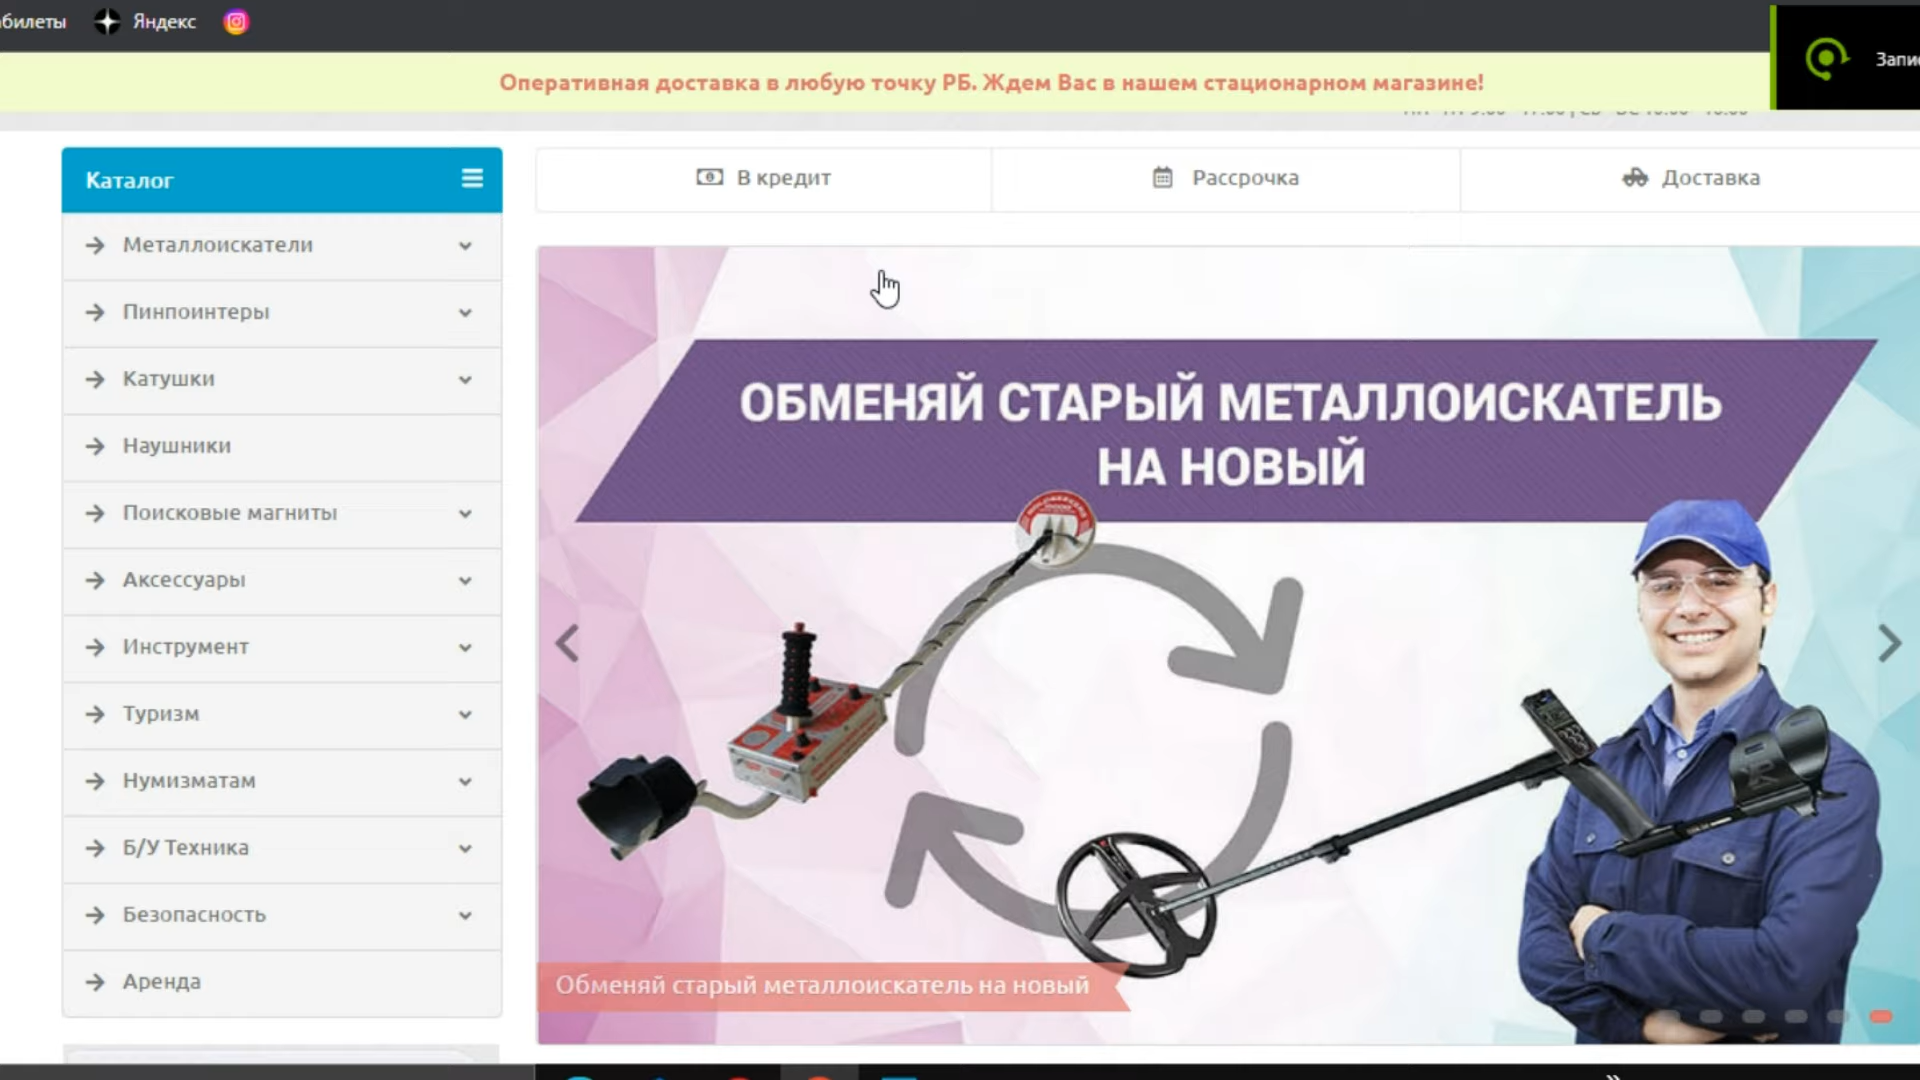 билеты
Яндекс
Запи
Оперативная доставка в любую точку РБ. Ждем Вас в нашем стационарном магазине!
Каталог
В кредит
Рассрочка
Доставка
Металлоискатели
Пинпоинтеры
Катушки
Наушники
Поисковые магниты
Аксессуары
Инструмент
Туризм
Нумизматам
Б/У Техника
Безопасность
Аренда
ОБМЕНЯЙ СТАРЫЙ МЕТАЛЛОИСКАТЕЛЬ
НА НОВЫЙ
Обменяй старый металлоискатель на новый